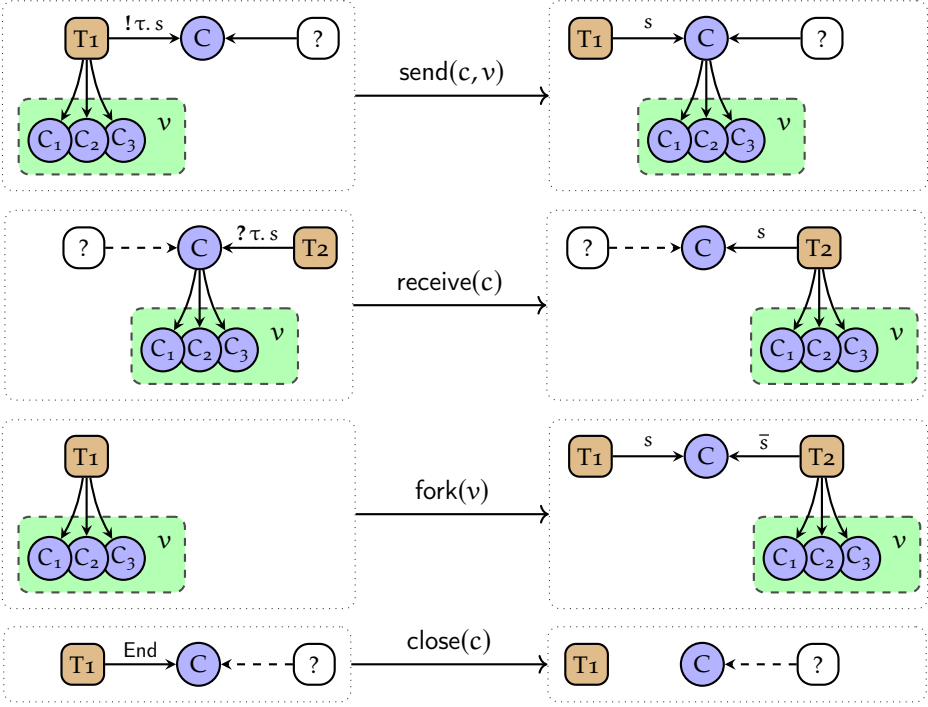 T1 !τ.s C ? send(c, v) T1 s C ?
C₁ C₂ C₃ v C₁ C₂ C₃ v
? C ?τ.s T2 receive(c) ? C s T2
C₁ C₂ C₃ v C₁ C₂ C₃ v
T1 fork(v) T1 s C s̄ T2
C₁ C₂ C₃ v C₁ C₂ C₃ v
T1 End C ? close(c) T1 C ?